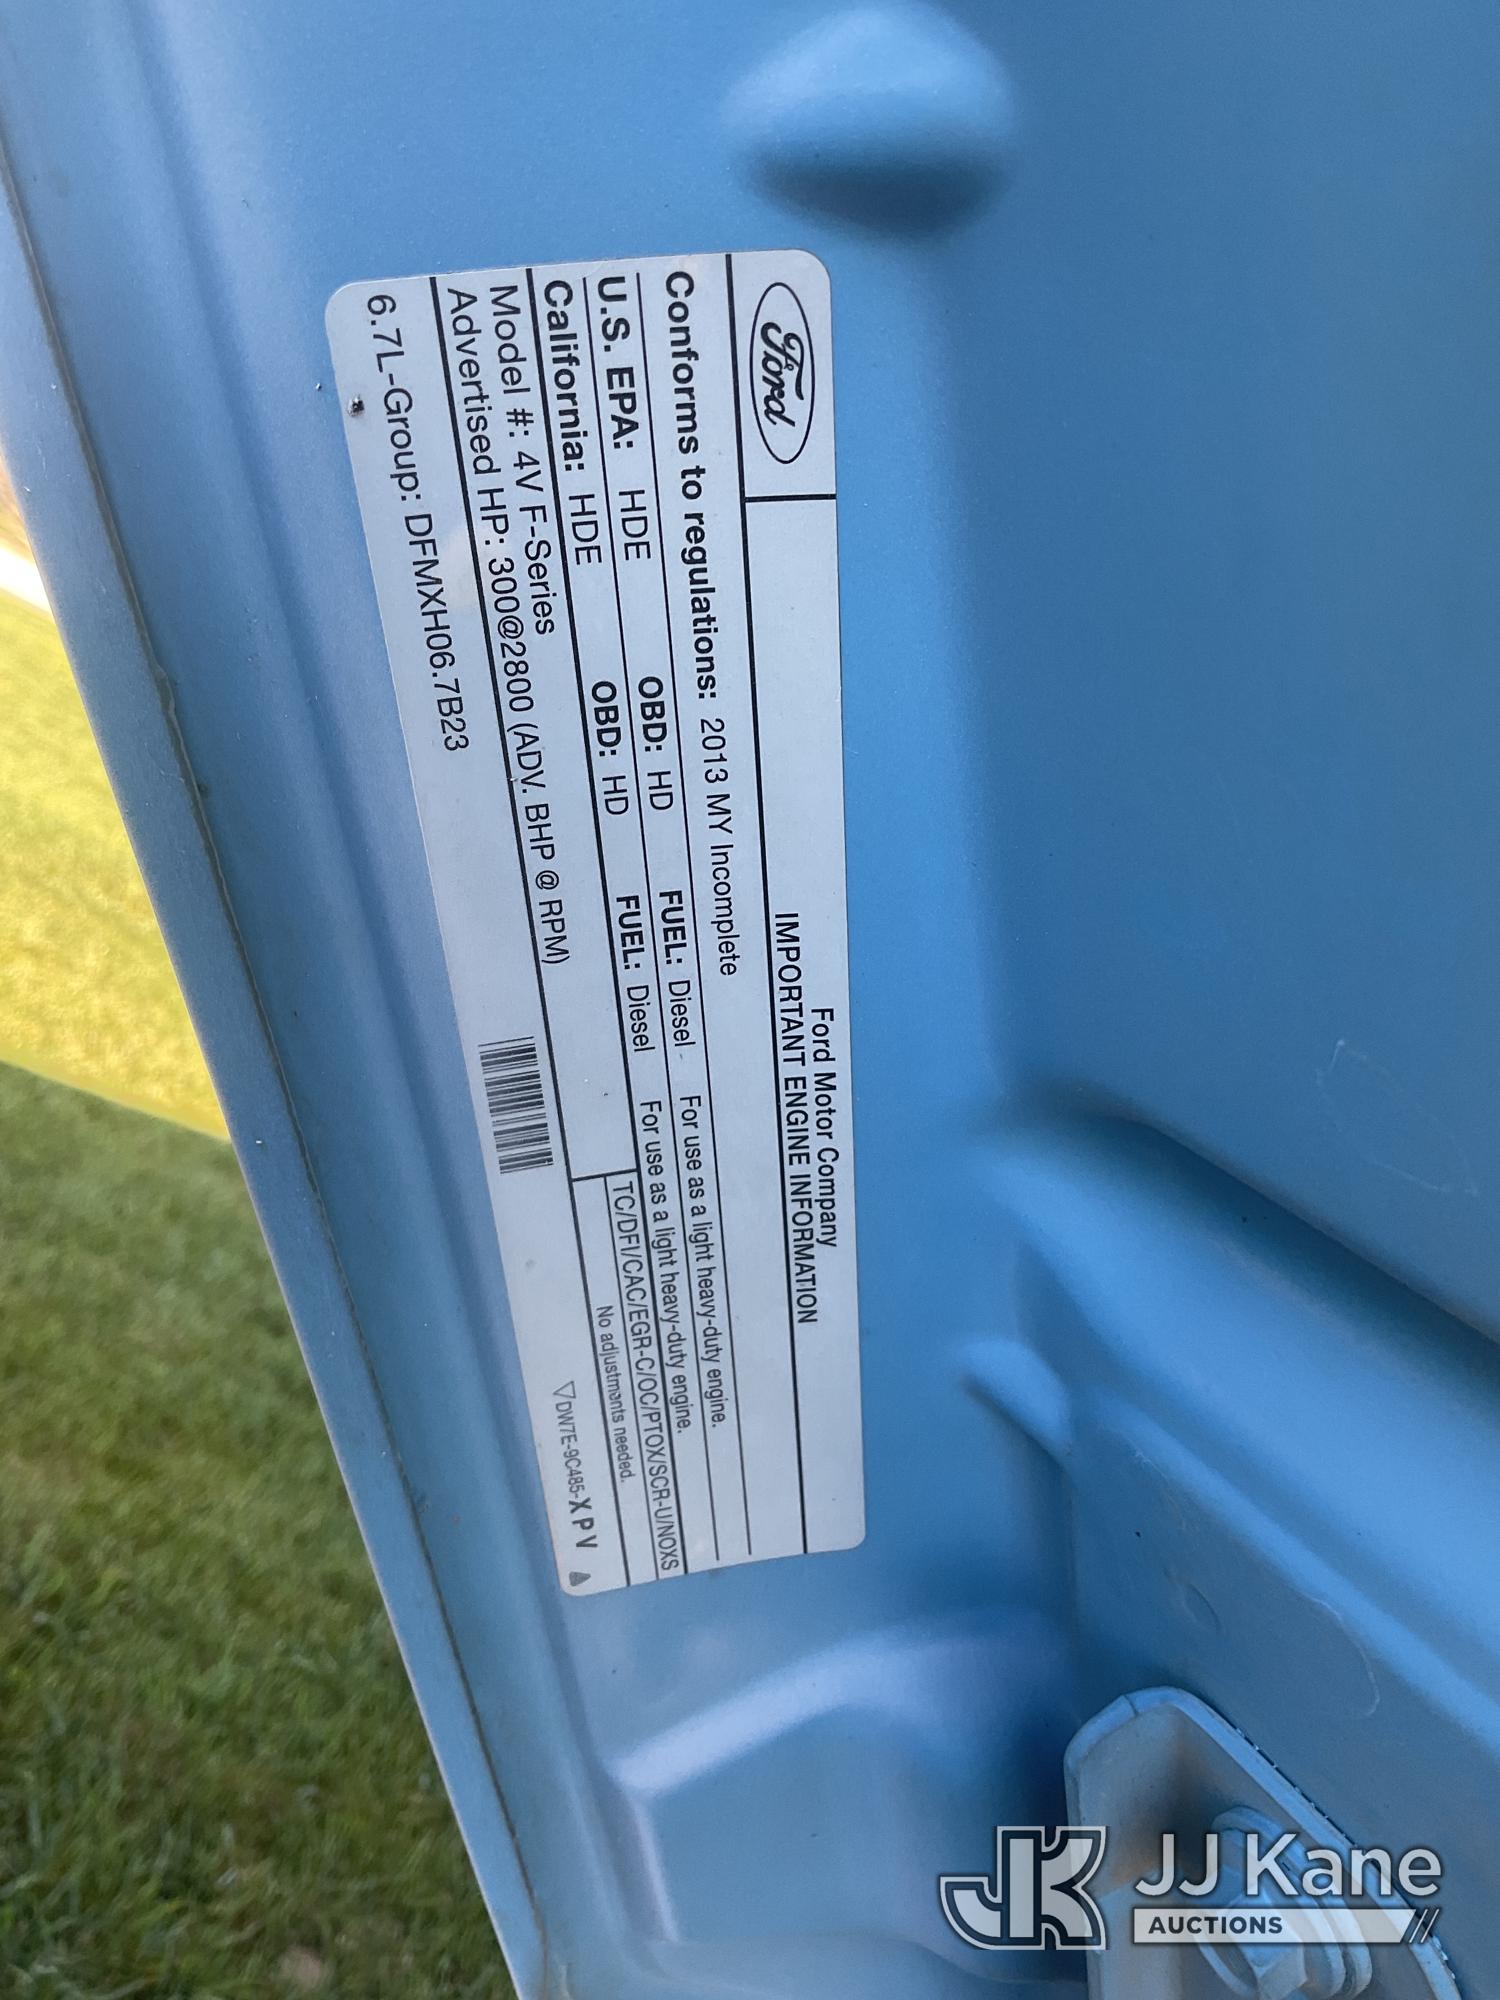 Ford
Ford Motor Company
IMPORTANT ENGINE INFORMATION
Conforms to regulations: 2013 MY Incomplete
U.S. EPA: HDE OBD: HD FUEL: Diesel For use as a light heavy-duty engine.
California: HDE OBD: HD FUEL: Diesel For use as a light heavy-duty engine.
Model #: 4V F-Series TC/DFI/CAC/EGR-C/OC/PTOX/SCR-U/NOXS
Advertised HP: 300@2800 (ADV. BHP @ RPM) No adjustments needed.
6.7L-Group: DFMXH06.7B23
DW7E-9C485-XPV
JK JJ Kane
AUCTIONS